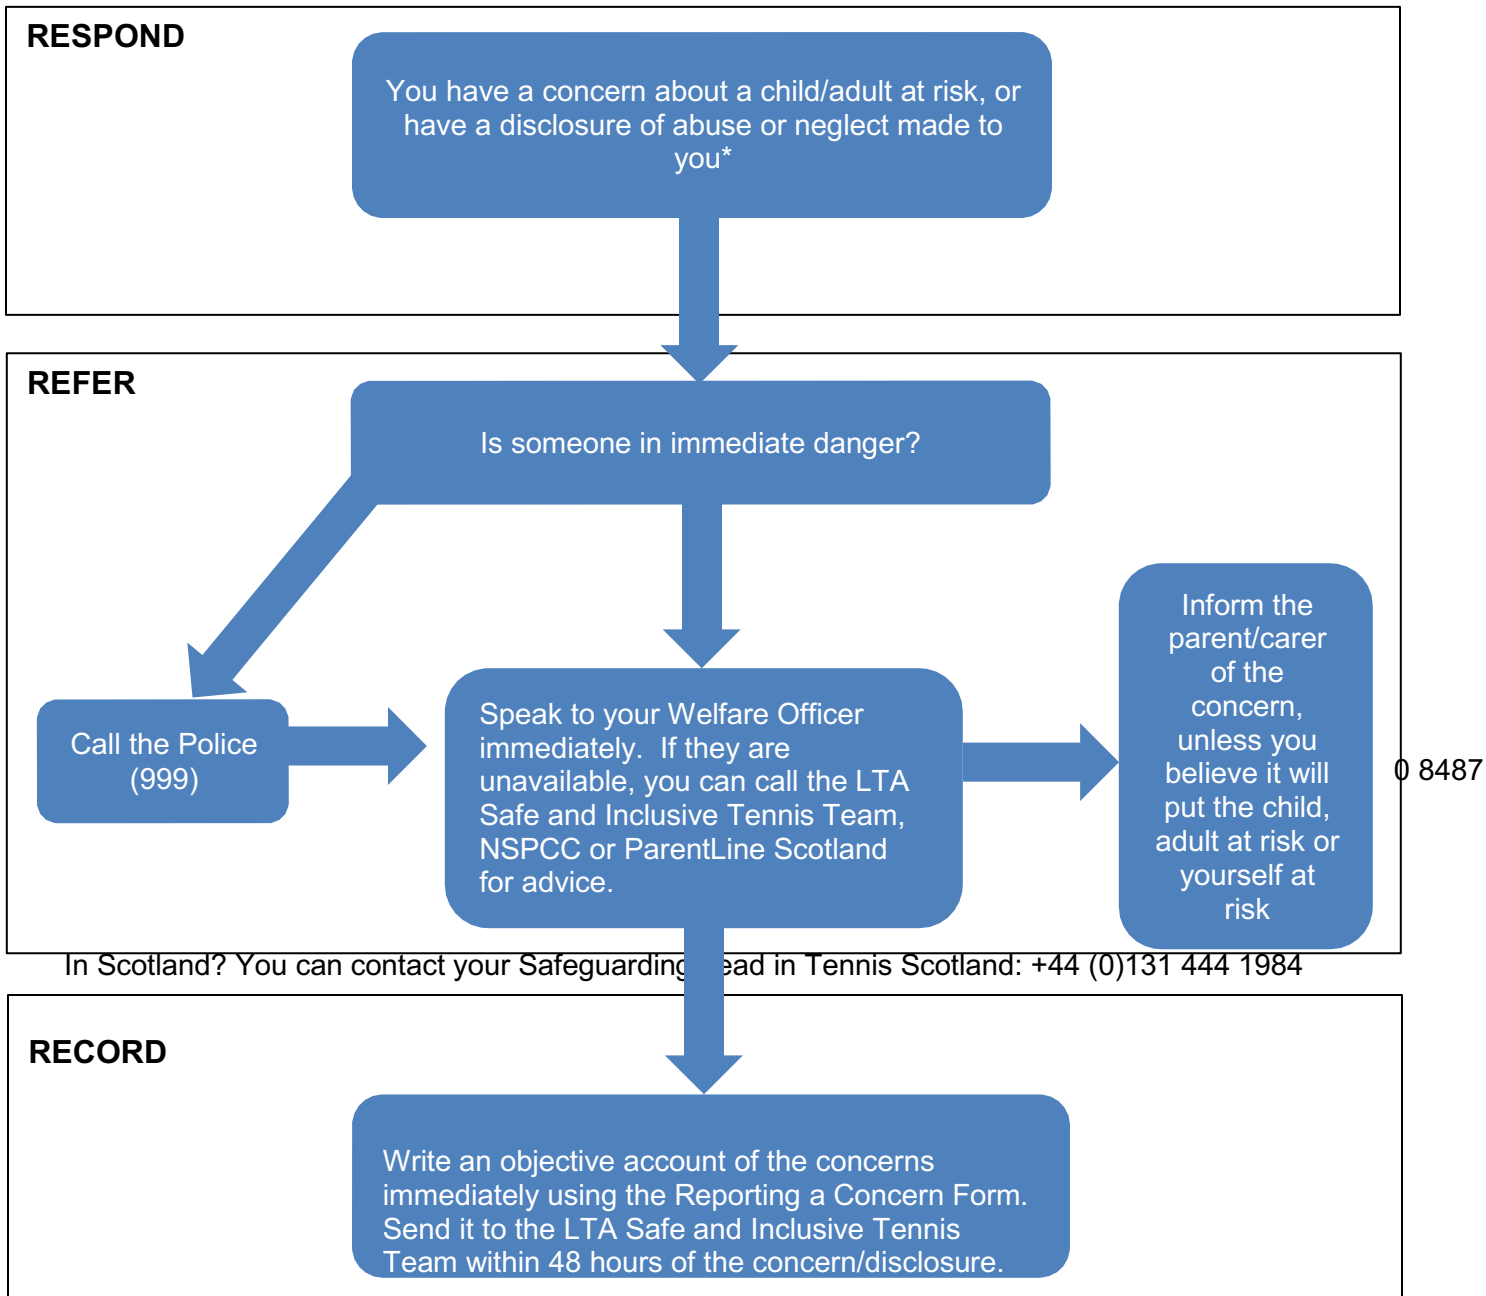 RESPOND
You have a concern about a child/adult at risk, or
have a disclosure of abuse or neglect made to
you*
REFER
Is someone in immediate danger?
Call the Police
(999)
Speak to your Welfare Officer
immediately. If they are
unavailable, you can call the LTA
Safe and Inclusive Tennis Team,
NSPCC or ParentLine Scotland
for advice.
Inform the
parent/carer
of the
concern,
unless you
believe it will
put the child,
adult at risk or
yourself at
risk
0 8487
In Scotland? You can contact your Safeguarding ead in Tennis Scotland: +44 (0)131 444 1984
RECORD
Write an objective account of the concerns
immediately using the Reporting a Concern Form.
Send it to the LTA Safe and Inclusive Tennis
Team within 48 hours of the concern/disclosure.